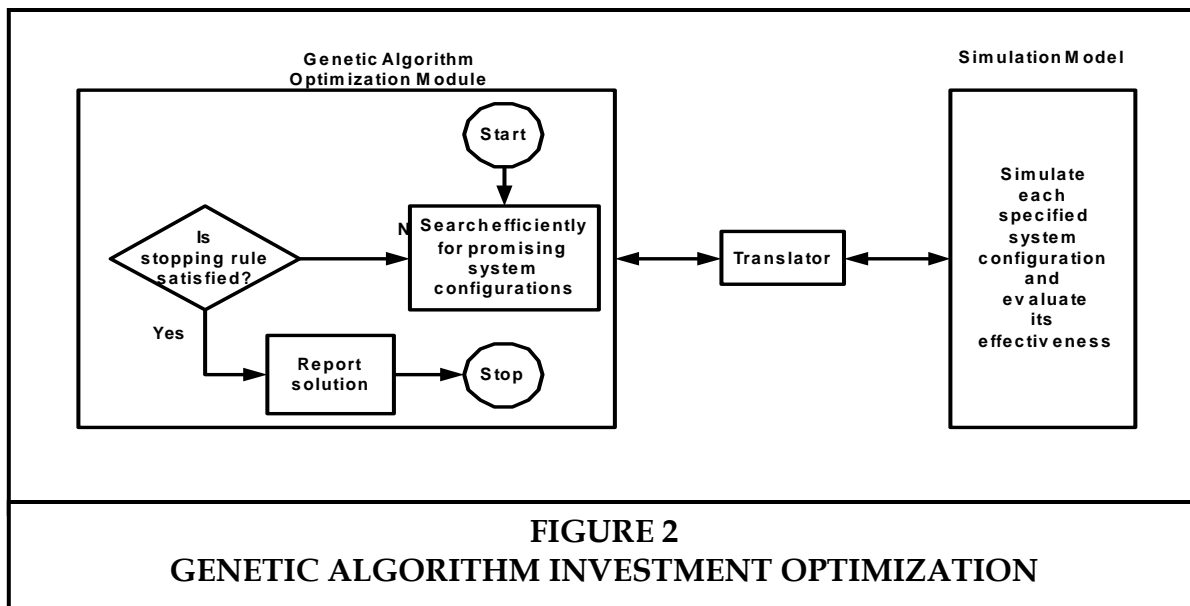 Genetic Algorithm
Optimization Module
Simulation Model
Start
Is
stopping rule
satisfied?
N
Search efficiently
for promising
system
configurations
Translator
Simulate
each
specified
system
configuration
and
evaluate
its
effectiveness
Yes
Report
solution
Stop
FIGURE 2
GENETIC ALGORITHM INVESTMENT OPTIMIZATION